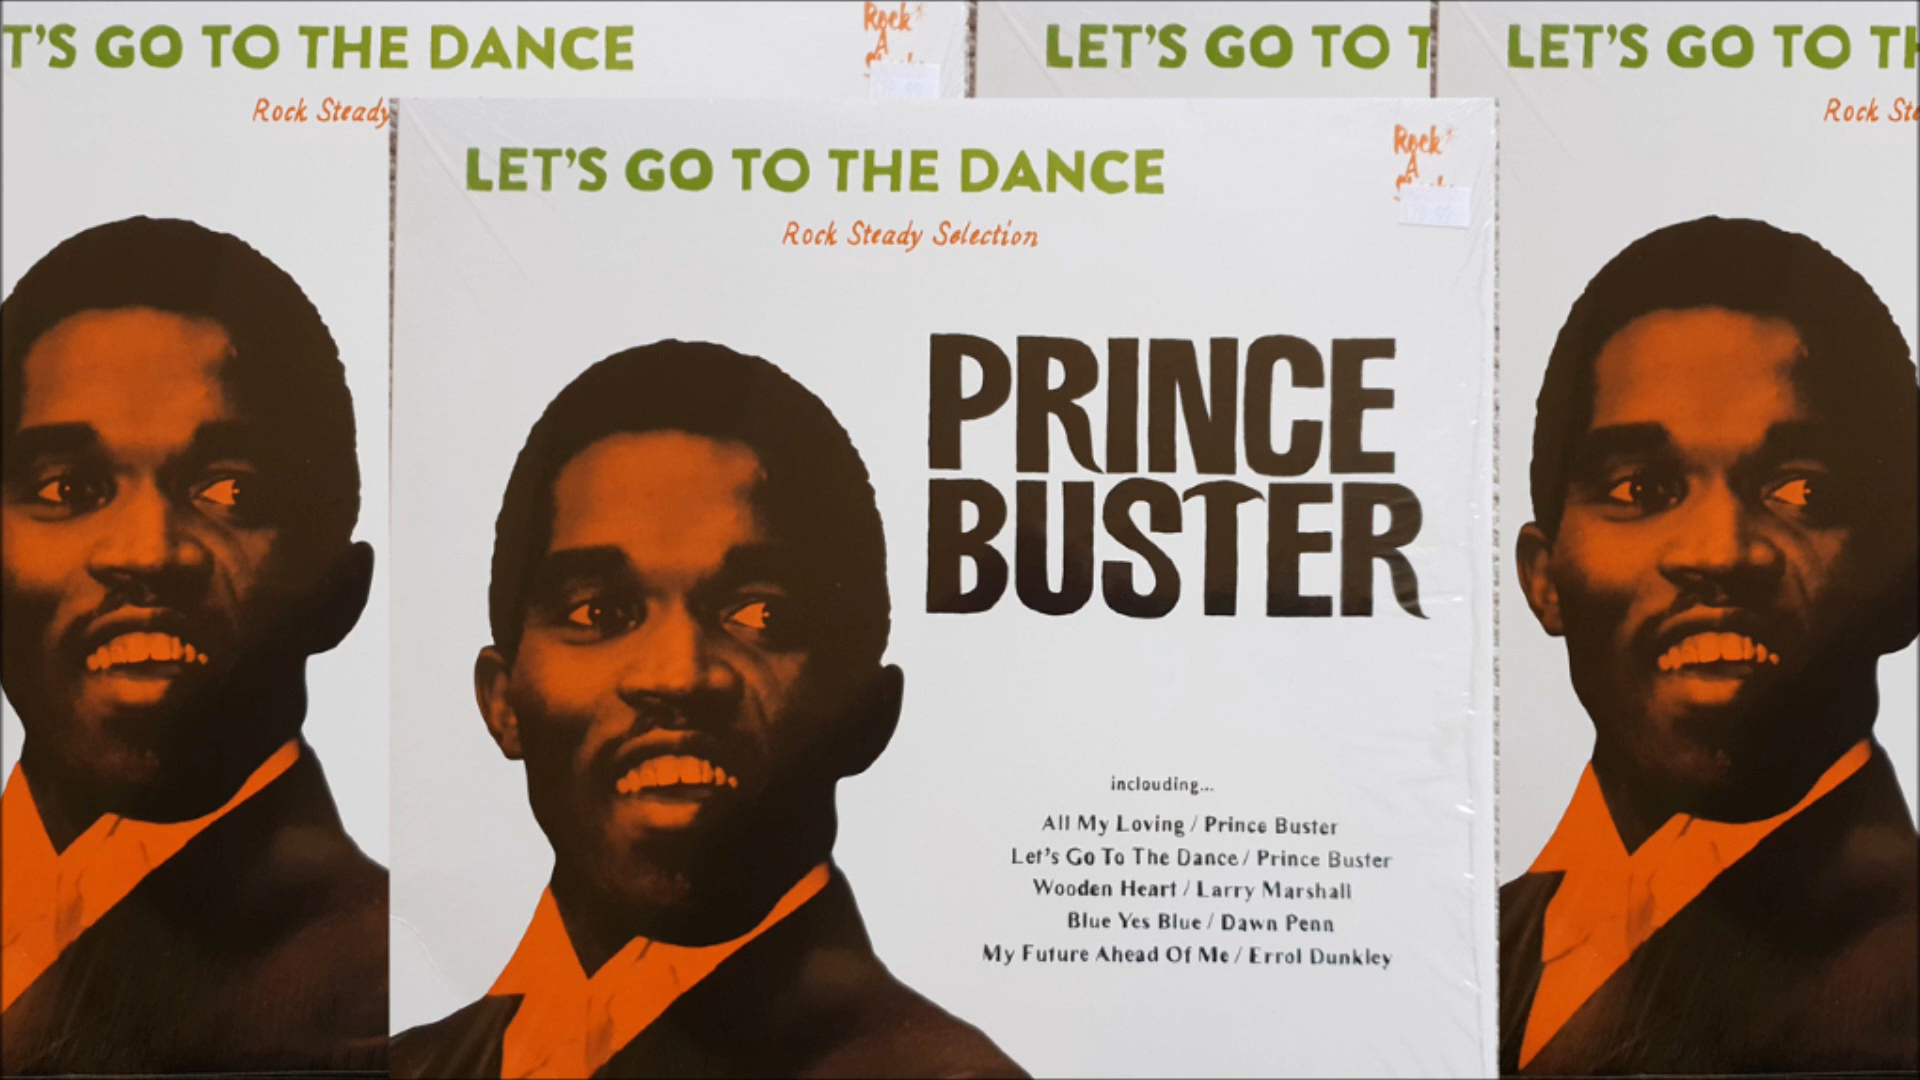 T'S GO TO THE DANCE
Rock Steady
Rock
A
LET'S GO TO T
LET'S GO TO TH
Rock Ste
LET'S GO TO THE DANCE
Rock Steady Selection
Rock
A
PRINCE
BUSTER
inclouding...
All My Loving / Prince Buster
Let's Go To The Dance / Prince Buster
Wooden Heart / Larry Marshall
Blue Yes Blue / Dawn Penn
My Future Ahead Of Me / Errol Dunkley